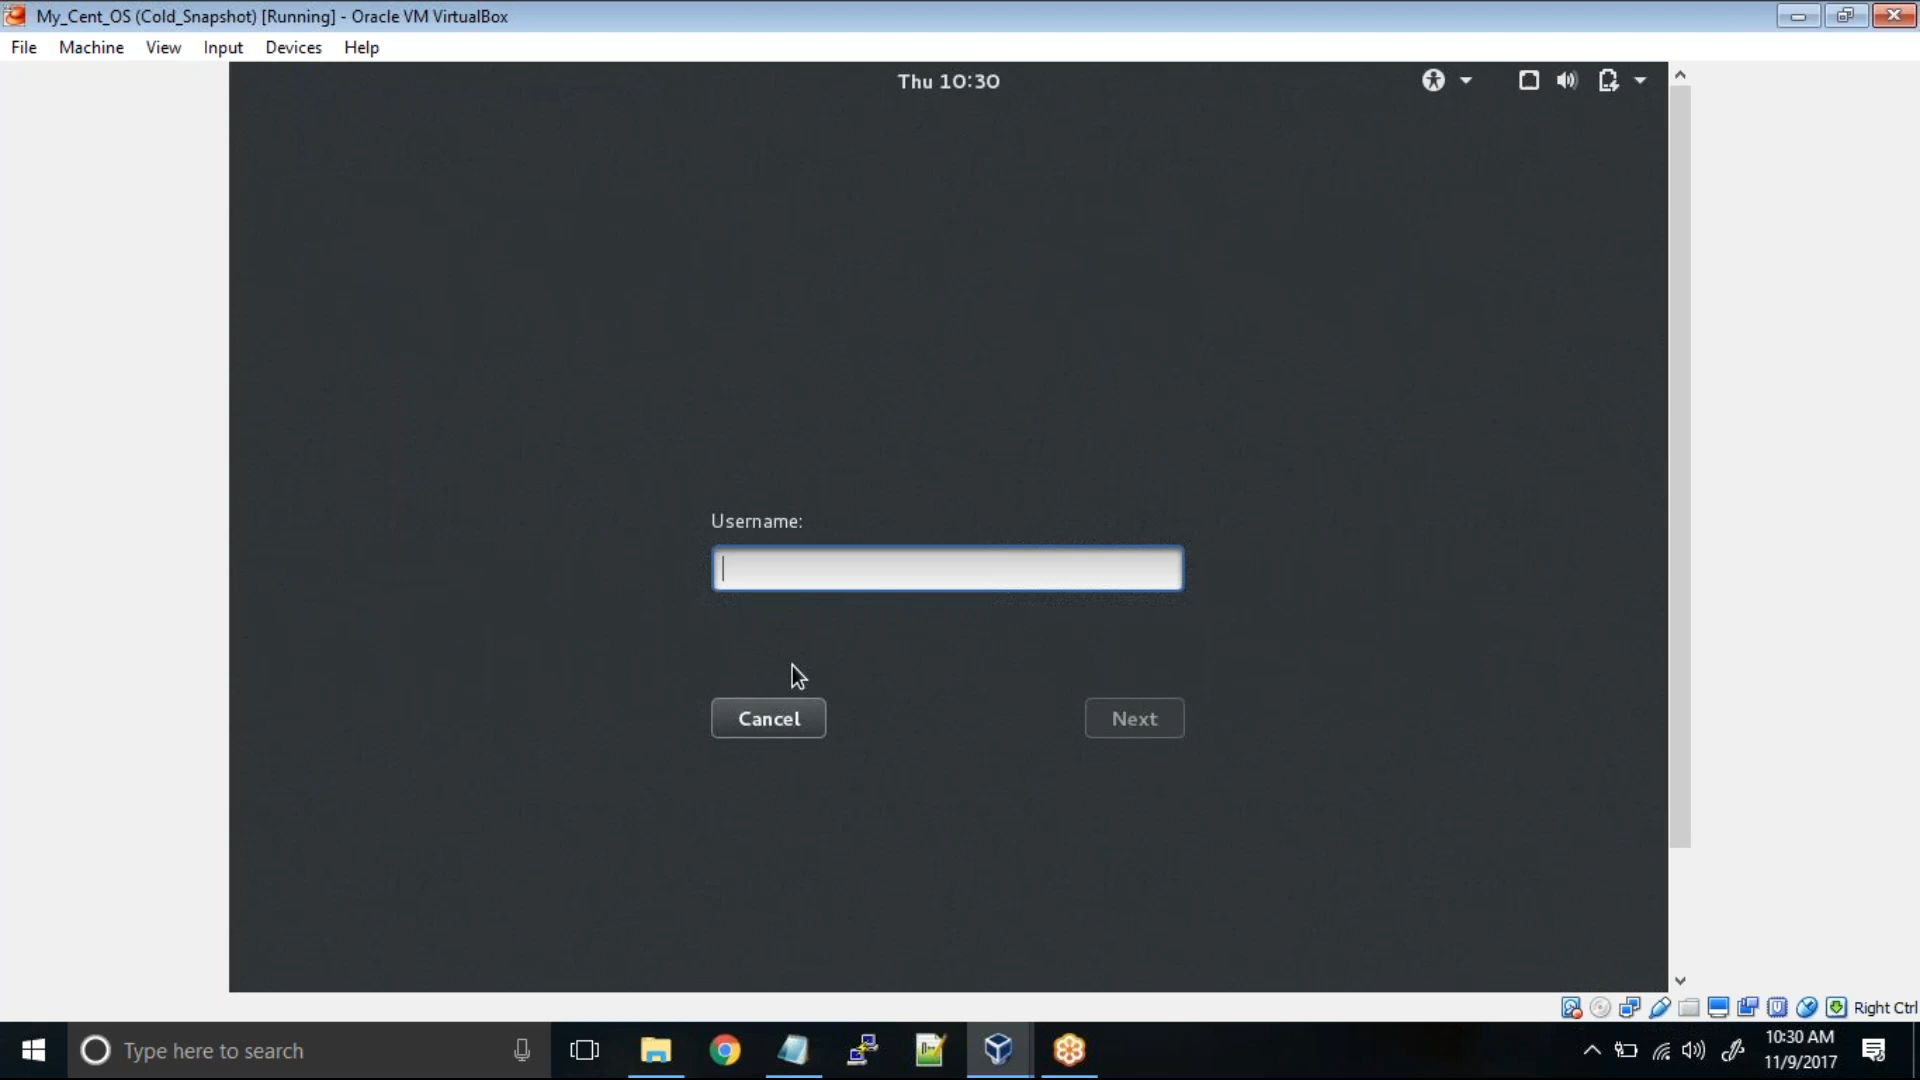 My_Cent_OS (Cold_Snapshot) [Running] - Oracle VM VirtualBox
File Machine View Input Devices Help
Thu 10:30
Username:
Cancel Next
Right Ctrl
Type here to search
10:30 AM
11/9/2017